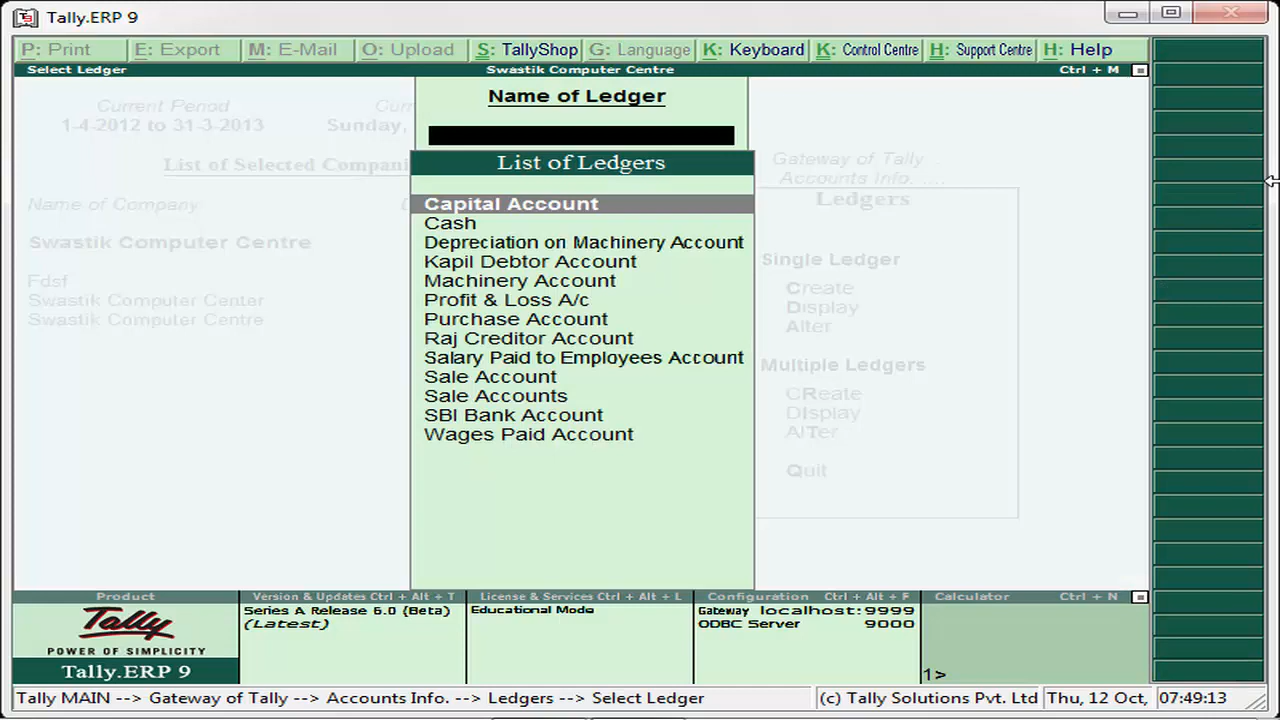 Tally.ERP 9
P: Print E: Export M: E-Mail O: Upload S: TallyShop G: Language K: Keyboard K: Control Centre H: Support Centre H: Help
Select Ledger Swastik Computer Centre Ctrl + M
Current Period
1-4-2012 to 31-3-2013 Sunday,
Name of Ledger
List of Ledgers
Capital Account
Cash
Depreciation on Machinery Account
Kapil Debtor Account
Machinery Account
Profit & Loss A/c
Purchase Account
Raj Creditor Account
Salary Paid to Employees Account
Sale Account
Sale Accounts
SBI Bank Account
Wages Paid Account
List of Selected
Name of Company
Swastik Computer Centre
Fdsf
Swastik Computer Center
Swastik Computer Centre
Gateway of Tally
Accounts Info. ....
Ledgers
Single Ledger
Create
Display
Alter
Multiple Ledgers
CReate
DIsplay
AlTer
Quit
Product
Tally
POWER OF SIMPLICITY
Tally.ERP 9
Version & Updates Ctrl + Alt + T
Series A Release 6.0 (Beta)
(Latest)
License & Services Ctrl + Alt + L
Educational Mode
Configuration Ctrl + Alt + F
Gateway localhost:9999
ODBC Server 9000
Calculator Ctrl + N
1>
Tally MAIN --> Gateway of Tally --> Accounts Info. --> Ledgers --> Select Ledger (c) Tally Solutions Pvt. Ltd Thu, 12 Oct, 07:49:13